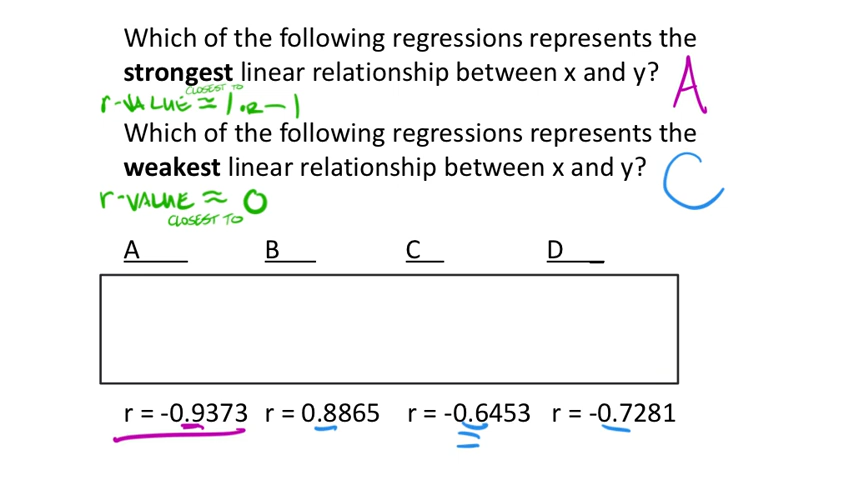 Which of the following regressions represents the
strongest linear relationship between x and y?
A
CLOSEST TO
r-VALUE ≈ 1 or -1
Which of the following regressions represents the
weakest linear relationship between x and y?
C
r-VALUE ≈ 0
CLOSEST TO
A B C D
r = -0.9373 r = 0.8865 r = -0.6453 r = -0.7281